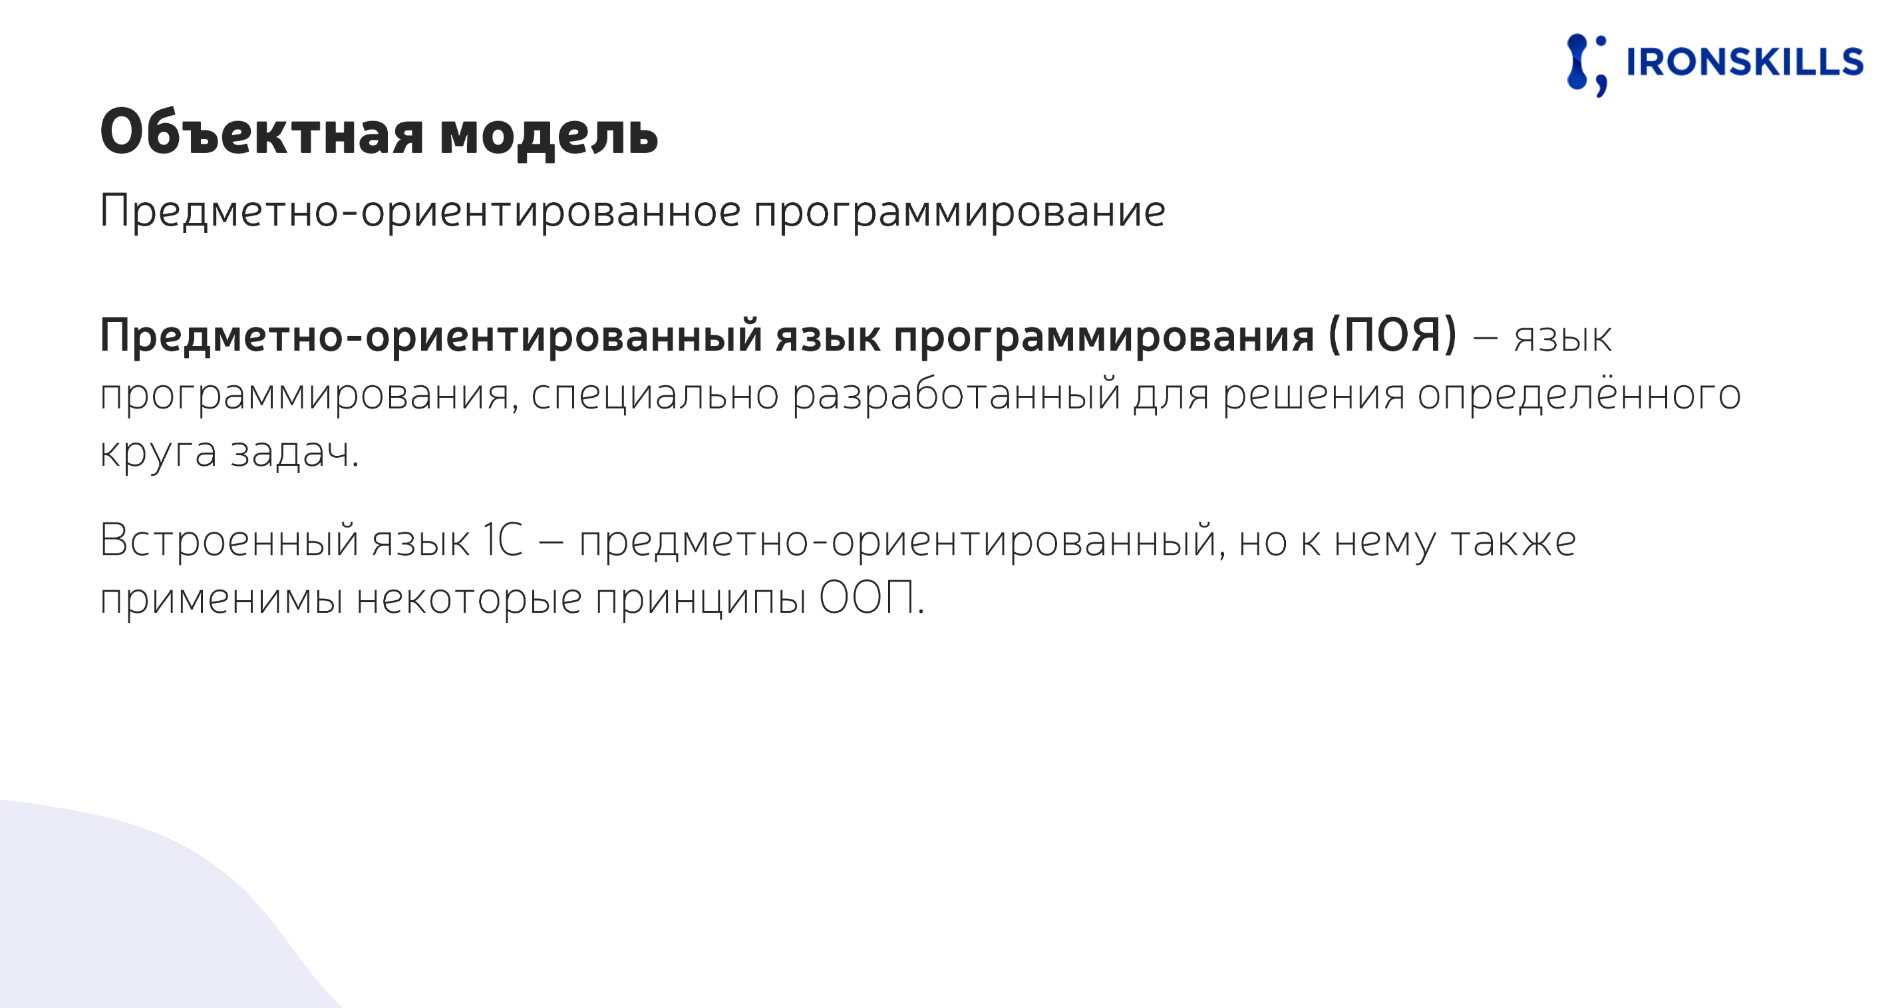 IRONSKILLS
Объектная модель
Предметно-ориентированное программирование
Предметно-ориентированный язык программирования (ПОЯ) – язык
программирования, специально разработанный для решения определённого
круга задач.
Встроенный язык 1С – предметно-ориентированный, но к нему также
применимы некоторые принципы ООП.